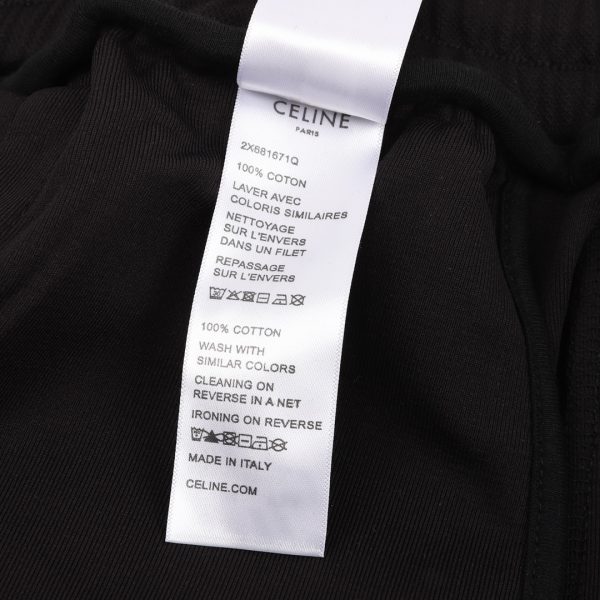 CELINE
PARIS
2X681671Q
100% COTON
LAVER AVEC
COLORIS SIMILAIRES
NETTOYAGE
SUR L'ENVERS
DANS UN FILET
REPASSAGE
SUR L'ENVERS
100% COTTON
WASH WITH
SIMILAR COLORS
CLEANING ON
REVERSE IN A NET
IRONING ON REVERSE
MADE IN ITALY
CELINE.COM